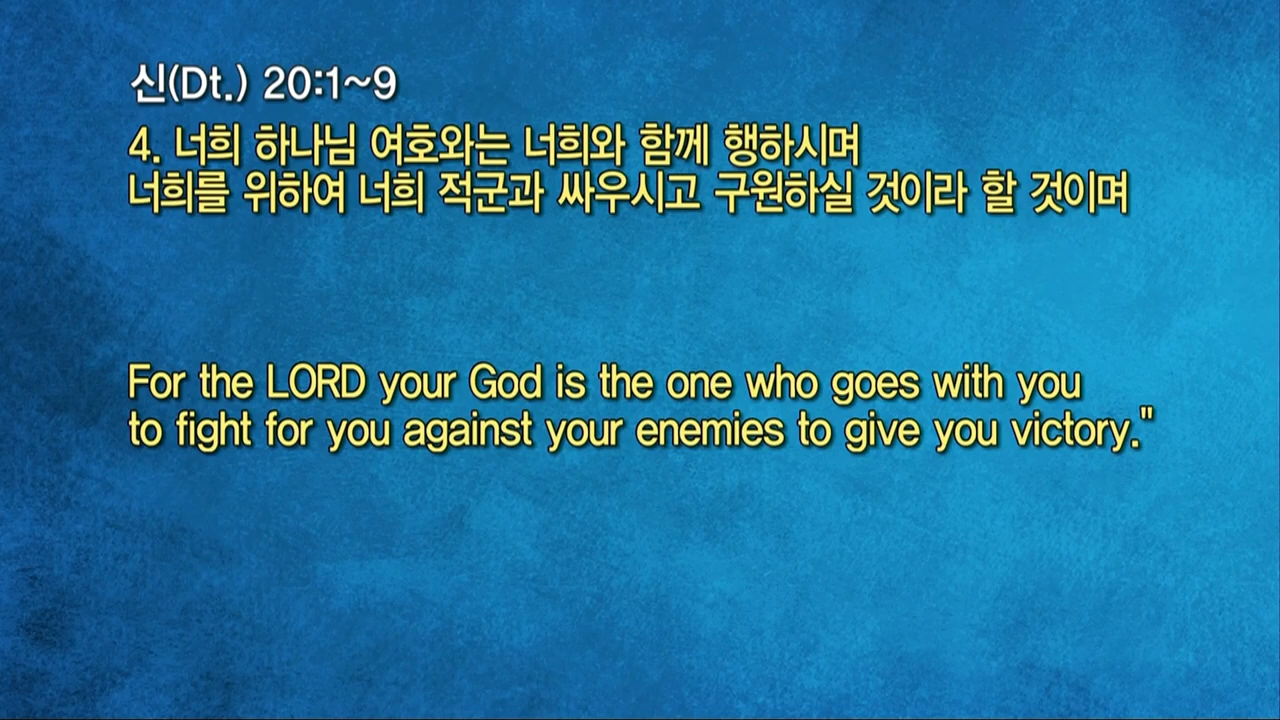 신(Dt.) 20:1~9
4. 너희 하나님 여호와는 너희와 함께 행하시며
너희를 위하여 너희 적군과 싸우시고 구원하실 것이라 할 것이며
For the LORD your God is the one who goes with you
to fight for you against your enemies to give you victory."